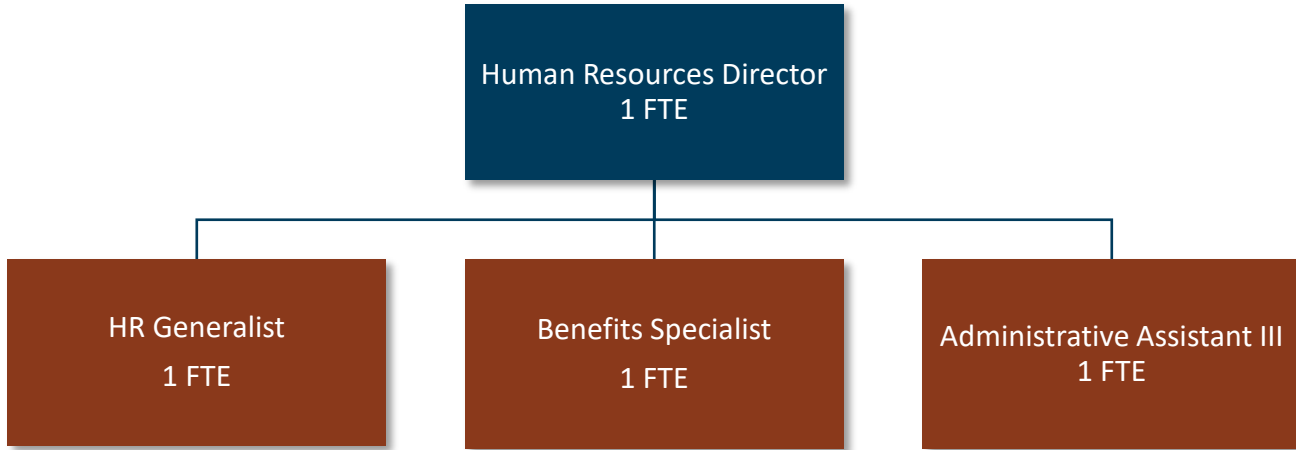 Human Resources Director
1 FTE
HR Generalist
1 FTE
Benefits Specialist
1 FTE
Administrative Assistant III
1 FTE